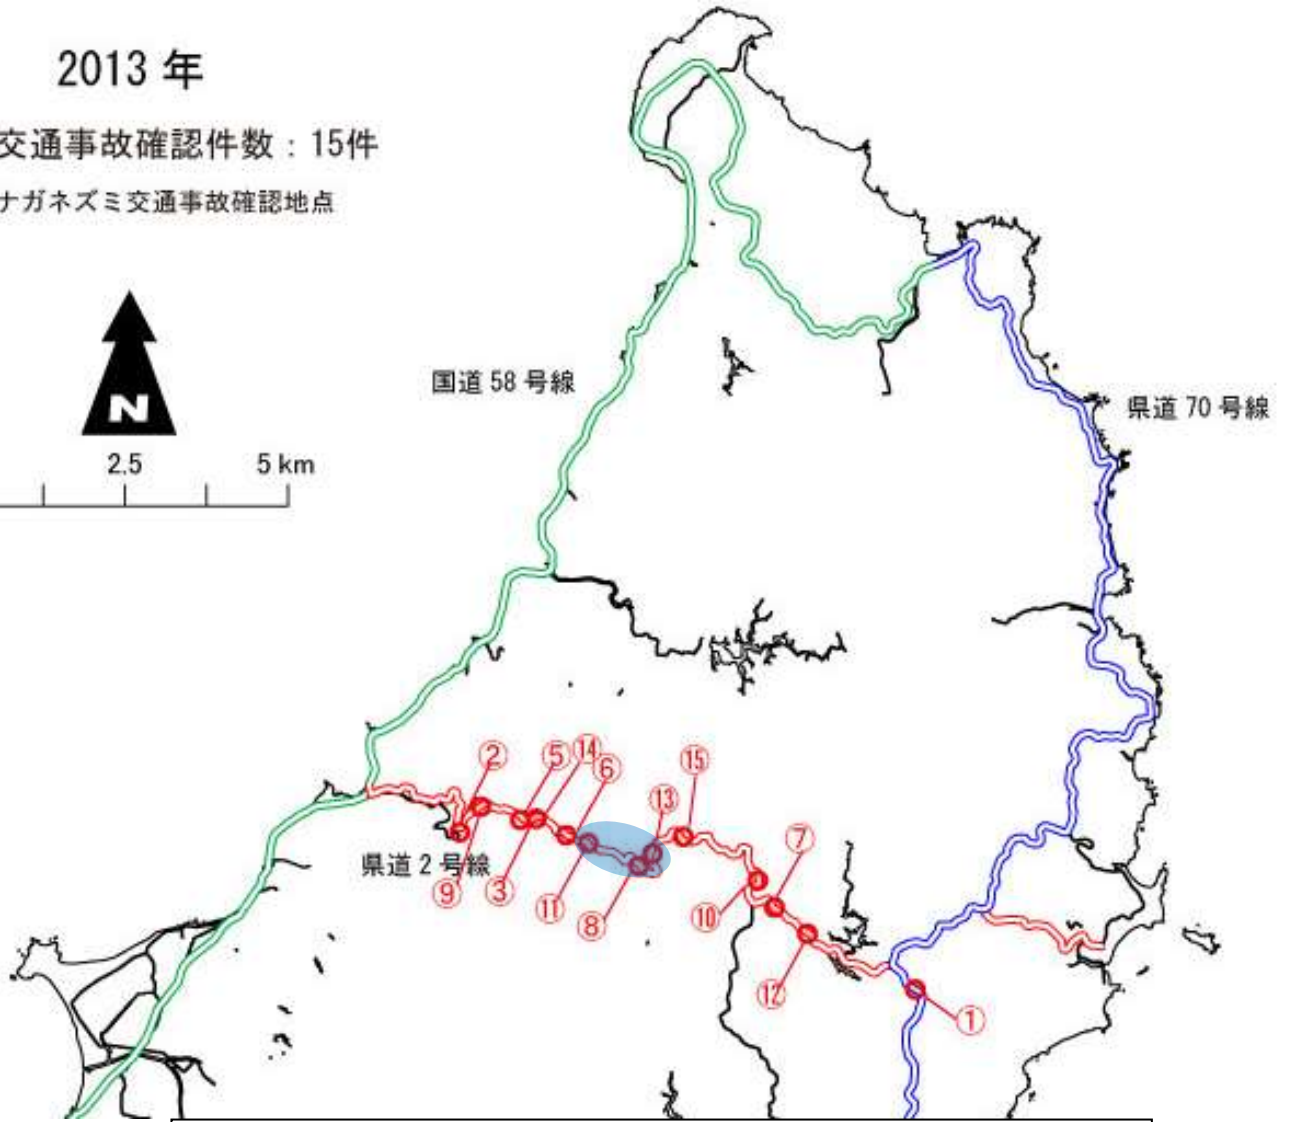 2013 年
交通事故確認件数：15件
ナガネズミ交通事故確認地点
N
2.5 5 km
国道 58 号線
県道 70 号線
県道 2 号線
②
⑤
⑭
⑥
⑬
⑮
⑦
⑨
③
⑪
⑧
⑩
⑫
①